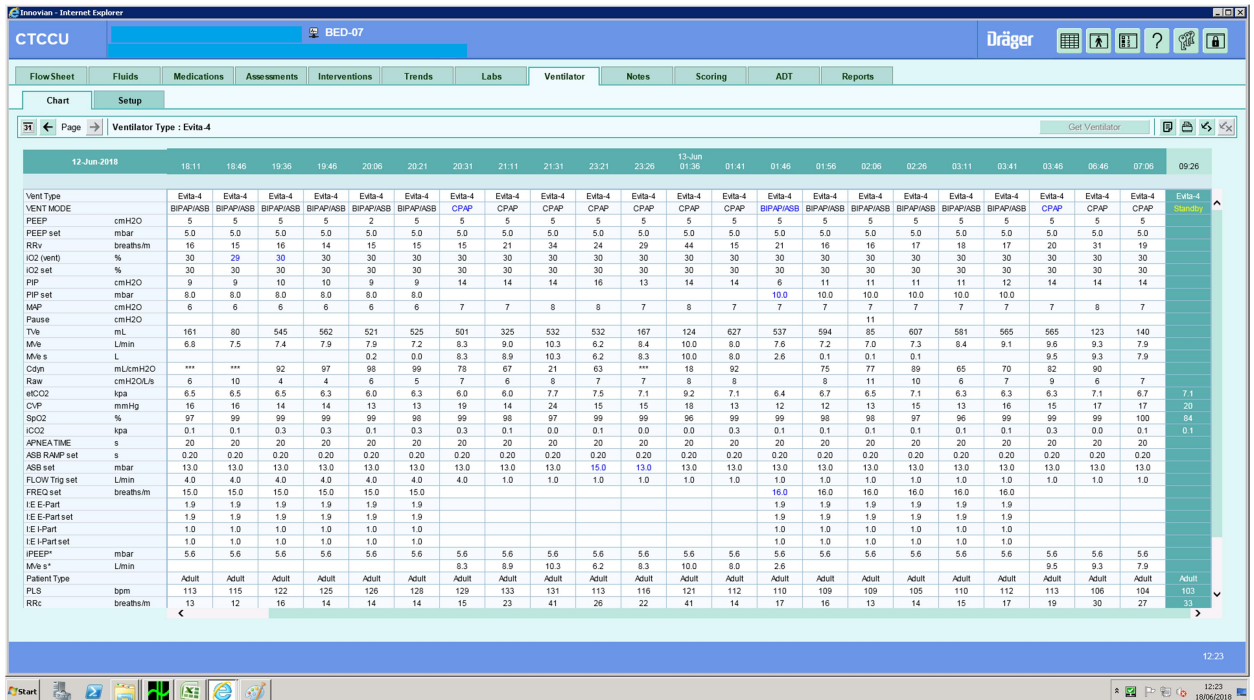 Innovian - Internet Explorer
CTCCU BED-07 Dräger
FlowSheet Fluids Medications Assessments Interventions Trends Labs Ventilator Notes Scoring ADT Reports
Chart Setup
31 Page Ventilator Type : Evita-4 Get Ventilator
13-Jun
12-Jun-2018 18:11 18:46 19:36 19:46 20:06 20:21 20:31 21:11 21:31 23:21 23:26 01:36 01:41 01:46 01:56 02:06 02:26 03:11 03:41 03:46 06:46 07:06 09:26
Vent Type Evita-4 Evita-4 Evita-4 Evita-4 Evita-4 Evita-4 Evita-4 Evita-4 Evita-4 Evita-4 Evita-4 Evita-4 Evita-4 Evita-4 Evita-4 Evita-4 Evita-4 Evita-4 Evita-4 Evita-4 Evita-4 Evita-4 Evita-4
VENT MODE BIPAP/ASB BIPAP/ASB BIPAP/ASB BIPAP/ASB BIPAP/ASB BIPAP/ASB CPAP CPAP CPAP CPAP CPAP CPAP CPAP BIPAP/ASB BIPAP/ASB BIPAP/ASB BIPAP/ASB BIPAP/ASB BIPAP/ASB CPAP CPAP CPAP Standby
PEEP cmH2O 5 5 5 5 2 5 5 5 5 5 5 5 5 5 5 5 5 5 5 5 5 5
PEEP set mbar 5.0 5.0 5.0 5.0 5.0 5.0 5.0 5.0 5.0 5.0 5.0 5.0 5.0 5.0 5.0 5.0 5.0 5.0 5.0 5.0 5.0 5.0
RRv breaths/m 16 15 16 14 15 15 15 21 34 24 29 44 15 21 16 16 17 18 17 20 31 19
iO2 (vent) % 30 29 30 30 30 30 30 30 30 30 30 30 30 30 30 30 30 30 30 30 30 30
iO2 set % 30 30 30 30 30 30 30 30 30 30 30 30 30 30 30 30 30 30 30 30 30 30
PIP cmH2O 9 9 10 10 9 9 14 14 14 16 13 14 14 6 11 11 11 11 12 14 14 14
PIP set mbar 8.0 8.0 8.0 8.0 8.0 8.0 10.0 10.0 10.0 10.0 10.0 10.0
MAP cmH2O 6 6 6 6 6 6 7 7 8 8 7 8 7 7 7 7 7 7 7 7 8 7
Pause cmH2O 11
TVe mL 161 80 545 562 521 525 501 325 532 532 167 124 627 537 594 85 607 581 565 565 123 140
MVe L/min 6.8 7.5 7.4 7.9 7.9 7.2 8.3 9.0 10.3 6.2 8.4 10.0 8.0 7.6 7.2 7.0 7.3 8.4 9.1 9.6 9.3 7.9
MVe s L 0.2 0.0 8.3 8.9 10.3 6.2 8.3 10.0 8.0 2.6 0.1 0.1 0.1 9.5 9.3 7.9
Cdyn mL/cmH2O *** *** 92 97 98 99 78 67 21 63 *** 18 92 75 77 89 65 70 82 90
Raw cmH2O/L/s 6 10 4 4 6 5 7 6 8 7 7 8 8 8 11 10 6 7 9 6 7
etCO2 kpa 6.5 6.5 6.5 6.3 6.0 6.3 6.0 6.0 7.7 7.5 7.1 9.2 7.1 6.4 6.7 6.5 7.1 6.3 6.3 6.3 7.1 6.7 7.1
CVP mmHg 16 16 14 14 13 13 19 14 24 15 15 18 13 12 12 13 15 13 16 15 17 17 20
SpO2 % 97 99 99 99 99 98 99 98 97 99 99 96 99 99 98 98 97 96 99 99 99 100 84
iCO2 kpa 0.1 0.1 0.3 0.3 0.1 0.3 0.3 0.1 0.0 0.1 0.0 0.0 0.3 0.1 0.1 0.1 0.1 0.1 0.1 0.3 0.0 0.1 0.1
APNEA TIME s 20 20 20 20 20 20 20 20 20 20 20 20 20 20 20 20 20 20 20 20 20 20
ASB RAMP set s 0.20 0.20 0.20 0.20 0.20 0.20 0.20 0.20 0.20 0.20 0.20 0.20 0.20 0.20 0.20 0.20 0.20 0.20 0.20 0.20 0.20 0.20
ASB set mbar 13.0 13.0 13.0 13.0 13.0 13.0 13.0 13.0 13.0 15.0 13.0 13.0 13.0 13.0 13.0 13.0 13.0 13.0 13.0 13.0 13.0 13.0
FLOW Trig set L/min 4.0 4.0 4.0 4.0 4.0 4.0 4.0 1.0 1.0 1.0 1.0 1.0 1.0 1.0 1.0 1.0 1.0 1.0 1.0 1.0 1.0 1.0
FREQ set breaths/m 15.0 15.0 15.0 15.0 15.0 15.0 16.0 16.0 16.0 16.0 16.0 16.0
I:E E-Part 1.9 1.9 1.9 1.9 1.9 1.9 1.9 1.9 1.9 1.9 1.9 1.9
I:E E-Part set 1.9 1.9 1.9 1.9 1.9 1.9 1.9 1.9 1.9 1.9 1.9 1.9
I:E I-Part 1.0 1.0 1.0 1.0 1.0 1.0 1.0 1.0 1.0 1.0 1.0 1.0
I:E I-Part set 1.0 1.0 1.0 1.0 1.0 1.0 1.0 1.0 1.0 1.0 1.0 1.0
iPEEP* mbar 5.6 5.6 5.6 5.6 5.6 5.6 5.6 5.6 5.6 5.6 5.6 5.6 5.6 5.6 5.6 5.6 5.6 5.6 5.6 5.6 5.6 5.6
MVe s* L/min 8.3 8.9 10.3 6.2 8.3 10.0 8.0 2.6 9.5 9.3 7.9
Patient Type Adult Adult Adult Adult Adult Adult Adult Adult Adult Adult Adult Adult Adult Adult Adult Adult Adult Adult Adult Adult Adult Adult Adult
PLS bpm 113 115 122 125 126 128 129 133 131 113 116 121 112 110 109 109 105 110 112 113 106 104 103
RRc breaths/m 13 12 16 14 14 14 15 23 41 26 22 41 14 17 16 13 14 15 17 19 30 27 33
12:23
Start 12:23
18/06/2018